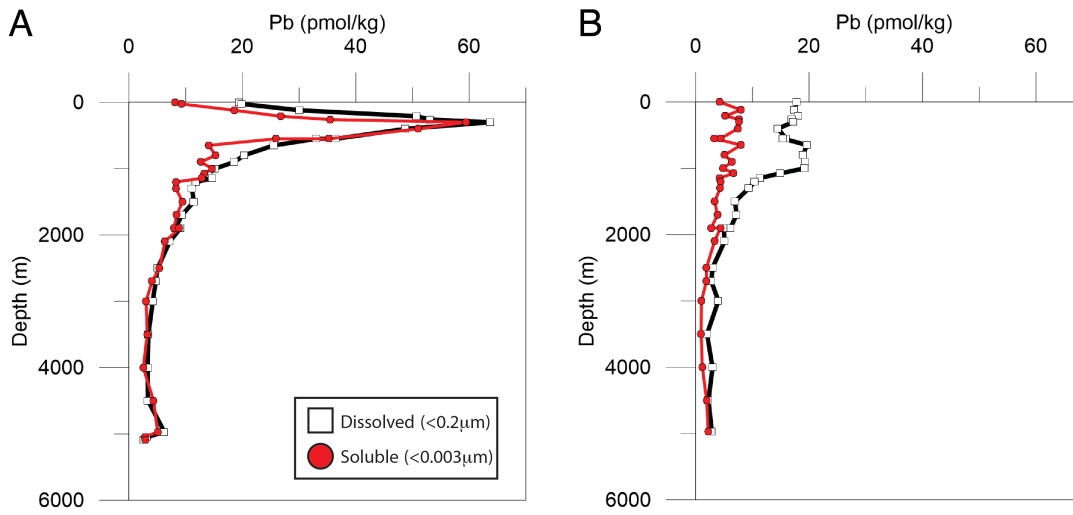 A
Pb (pmol/kg)
0 20 40 60
0
2000
4000
6000
Depth (m)
Dissolved (<0.2μm)
Soluble (<0.003μm)
B
Pb (pmol/kg)
0 20 40 60
0
2000
4000
6000
Depth (m)